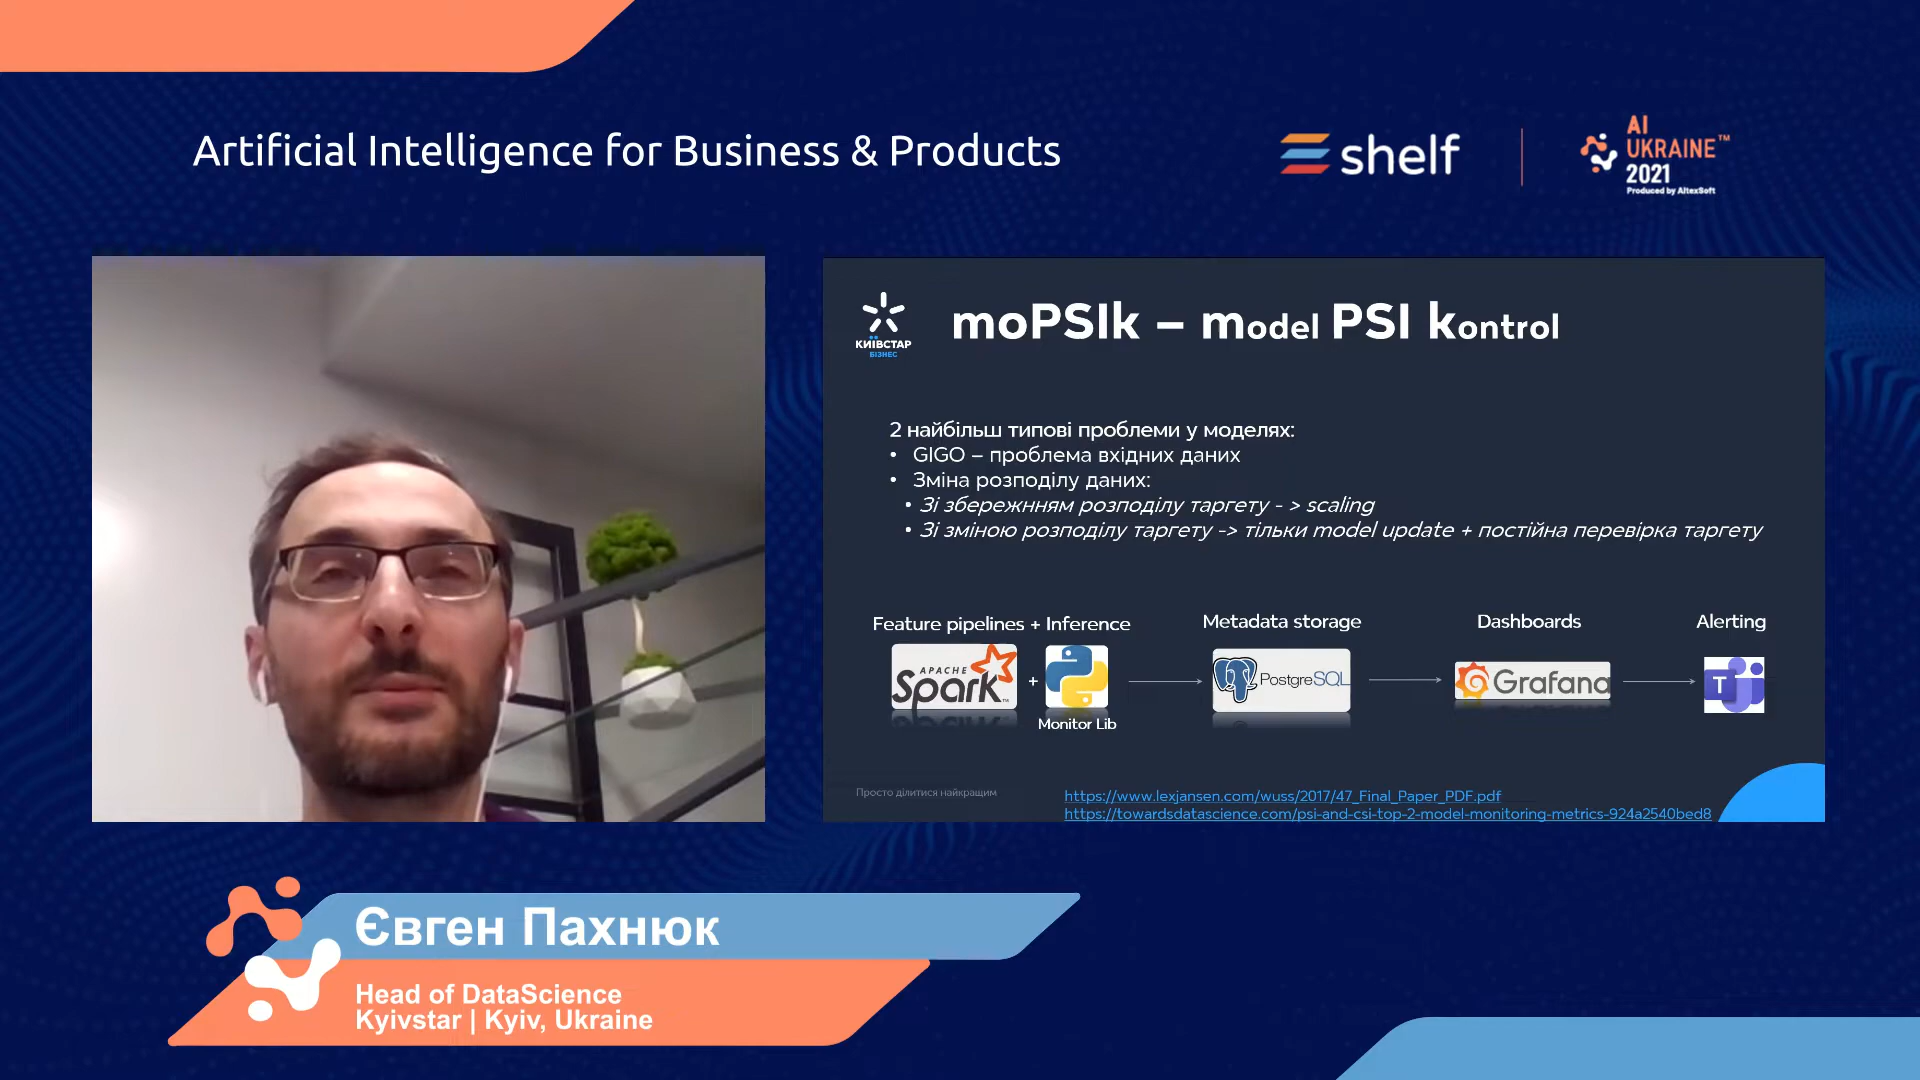 Artificial Intelligence for Business & Products
shelf
AI
UKRAINE™
2021
Produced by AltexSoft
КИЇВСТАР
БІЗНЕС
moPSIk – model PSI kontrol
2 найбільш типові проблеми у моделях:
• GIGO – проблема вхідних даних
• Зміна розподілу даних:
• Зі збережнням розподілу таргету - > scaling
• Зі зміною розподілу таргету -> тільки model update + постійна перевірка таргету
Feature pipelines + Inference
Metadata storage
Dashboards
Alerting
APACHE
Spark™
+
Monitor Lib
PostgreSQL
Grafana
T
Просто ділитися найкращим
https://www.lexjansen.com/wuss/2017/47_Final_Paper_PDF.pdf
https://towardsdatascience.com/psi-and-csi-top-2-model-monitoring-metrics-924a2540bed8
Євген Пахнюк
Head of DataScience
Kyivstar | Kyiv, Ukraine